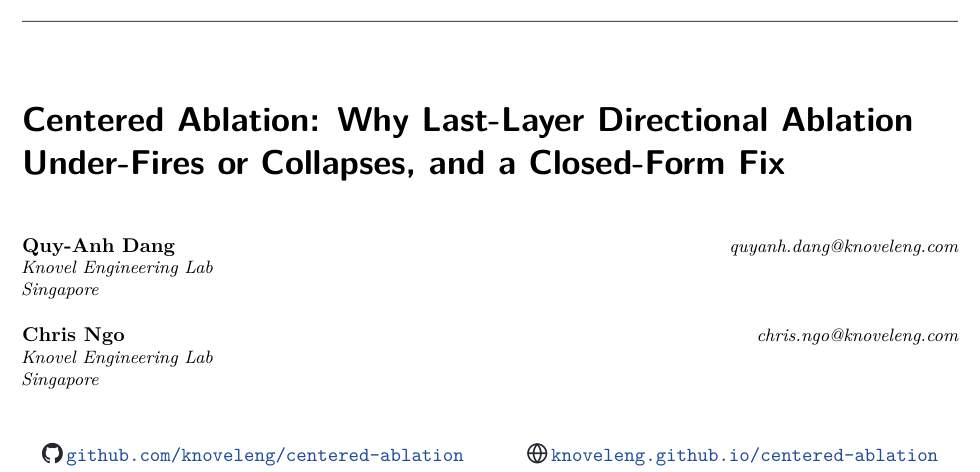 Centered Ablation: Why Last-Layer Directional Ablation
Under-Fires or Collapses, and a Closed-Form Fix
Quy-Anh Dang quyanh.dang@knoveleng.com
Knovel Engineering Lab
Singapore
Chris Ngo chris.ngo@knoveleng.com
Knovel Engineering Lab
Singapore
github.com/knoveleng/centered-ablation knoveleng.github.io/centered-ablation